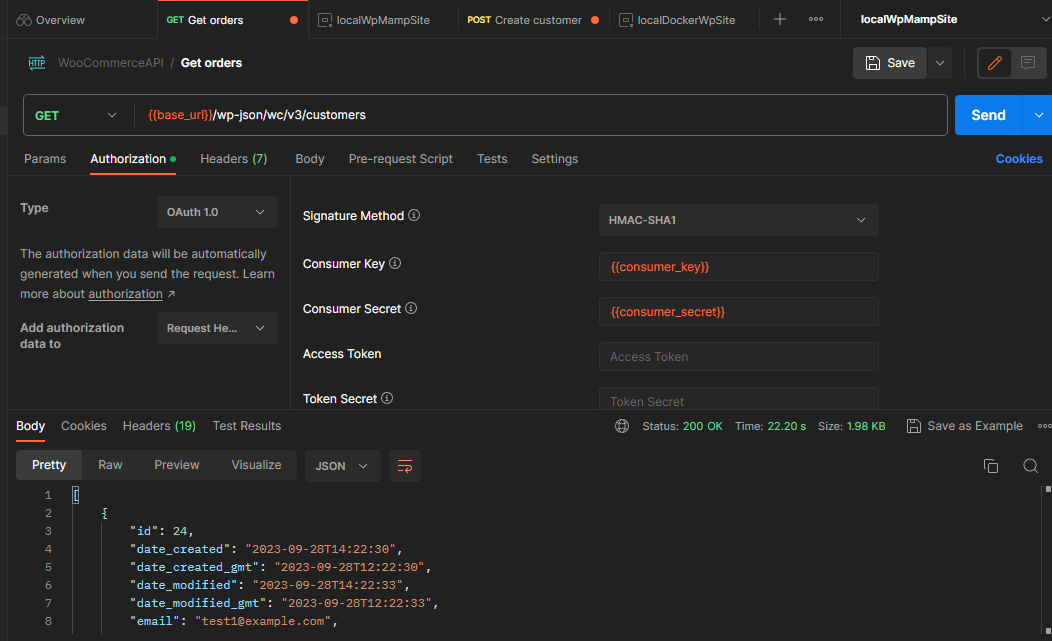 Overview
GET Get orders
localWpMampSite
POST Create customer
localDockerWpSite
localWpMampSite
HTTP WooCommerceAPI / Get orders
Save
GET
{{base_url}}/wp-json/wc/v3/customers
Send
Params Authorization Headers (7) Body Pre-request Script Tests Settings Cookies
Type
OAuth 1.0
The authorization data will be automatically
generated when you send the request. Learn
more about authorization ↗
Add authorization
data to
Request He...
Signature Method
HMAC-SHA1
Consumer Key
{{consumer_key}}
Consumer Secret
{{consumer_secret}}
Access Token
Access Token
Token Secret
Token Secret
Body Cookies Headers (19) Test Results
Status: 200 OK Time: 22.20 s Size: 1.98 KB
Save as Example
Pretty Raw Preview Visualize JSON
1 [
2 {
3 "id": 24,
4 "date_created": "2023-09-28T14:22:30",
5 "date_created_gmt": "2023-09-28T12:22:30",
6 "date_modified": "2023-09-28T14:22:33",
7 "date_modified_gmt": "2023-09-28T12:22:33",
8 "email": "test1@example.com",